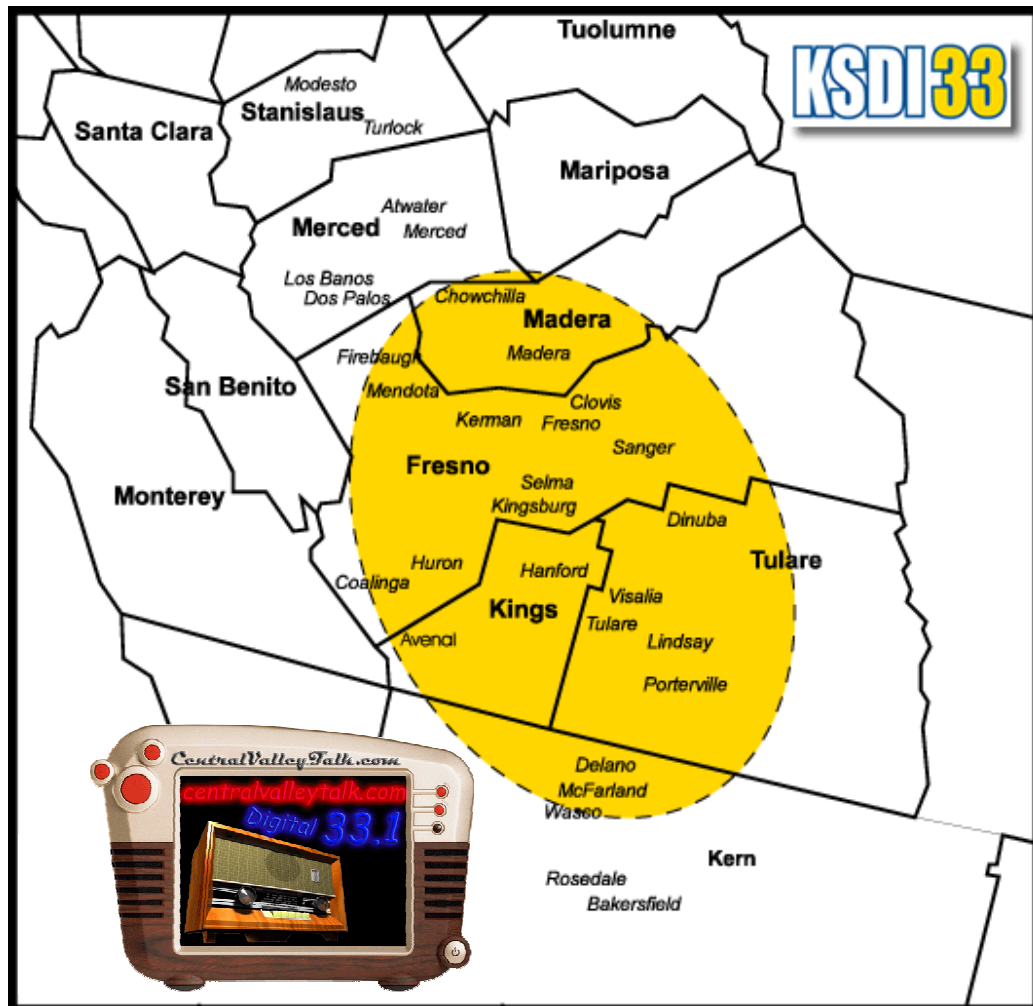 Tuolumne
KSDI33
Modesto
Stanislaus
Santa Clara
Turlock
Mariposa
Atwater
Merced
Merced
Los Banos
Dos Palos
Chowchilla
Madera
Firebaugh
Madera
San Benito
Mendota
Clovis
Kerman
Fresno
Sanger
Fresno
Monterey
Selma
Kingsburg
Dinuba
Huron
Hanford
Tulare
Coalinga
Kings
Visalia
Tulare
Avenal
Lindsay
Porterville
CentralValleyTalk.com
centralvalleytalk.com
Digital 33.1
Delano
McFarland
Wasco
Kern
Rosedale
Bakersfield